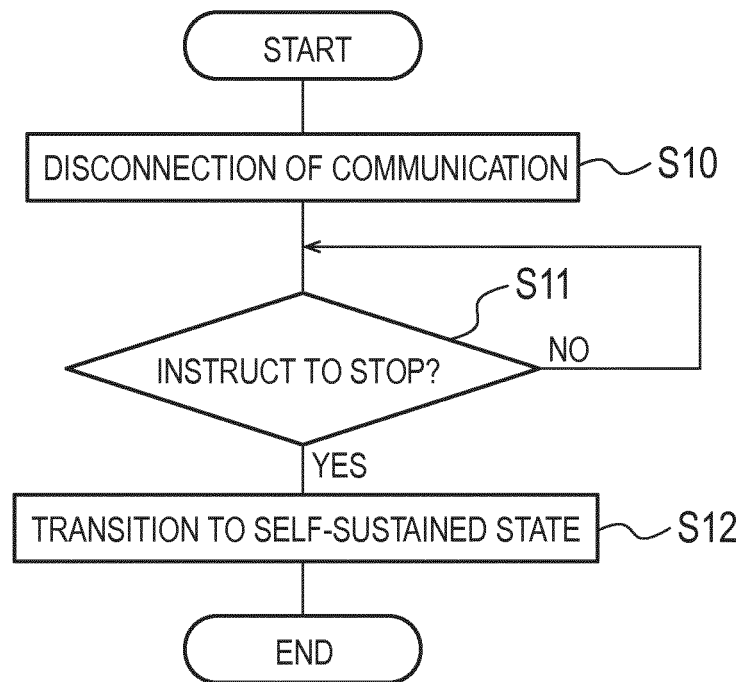 START
DISCONNECTION OF COMMUNICATION
S10
S11
INSTRUCT TO STOP?
NO
YES
TRANSITION TO SELF-SUSTAINED STATE
S12
END